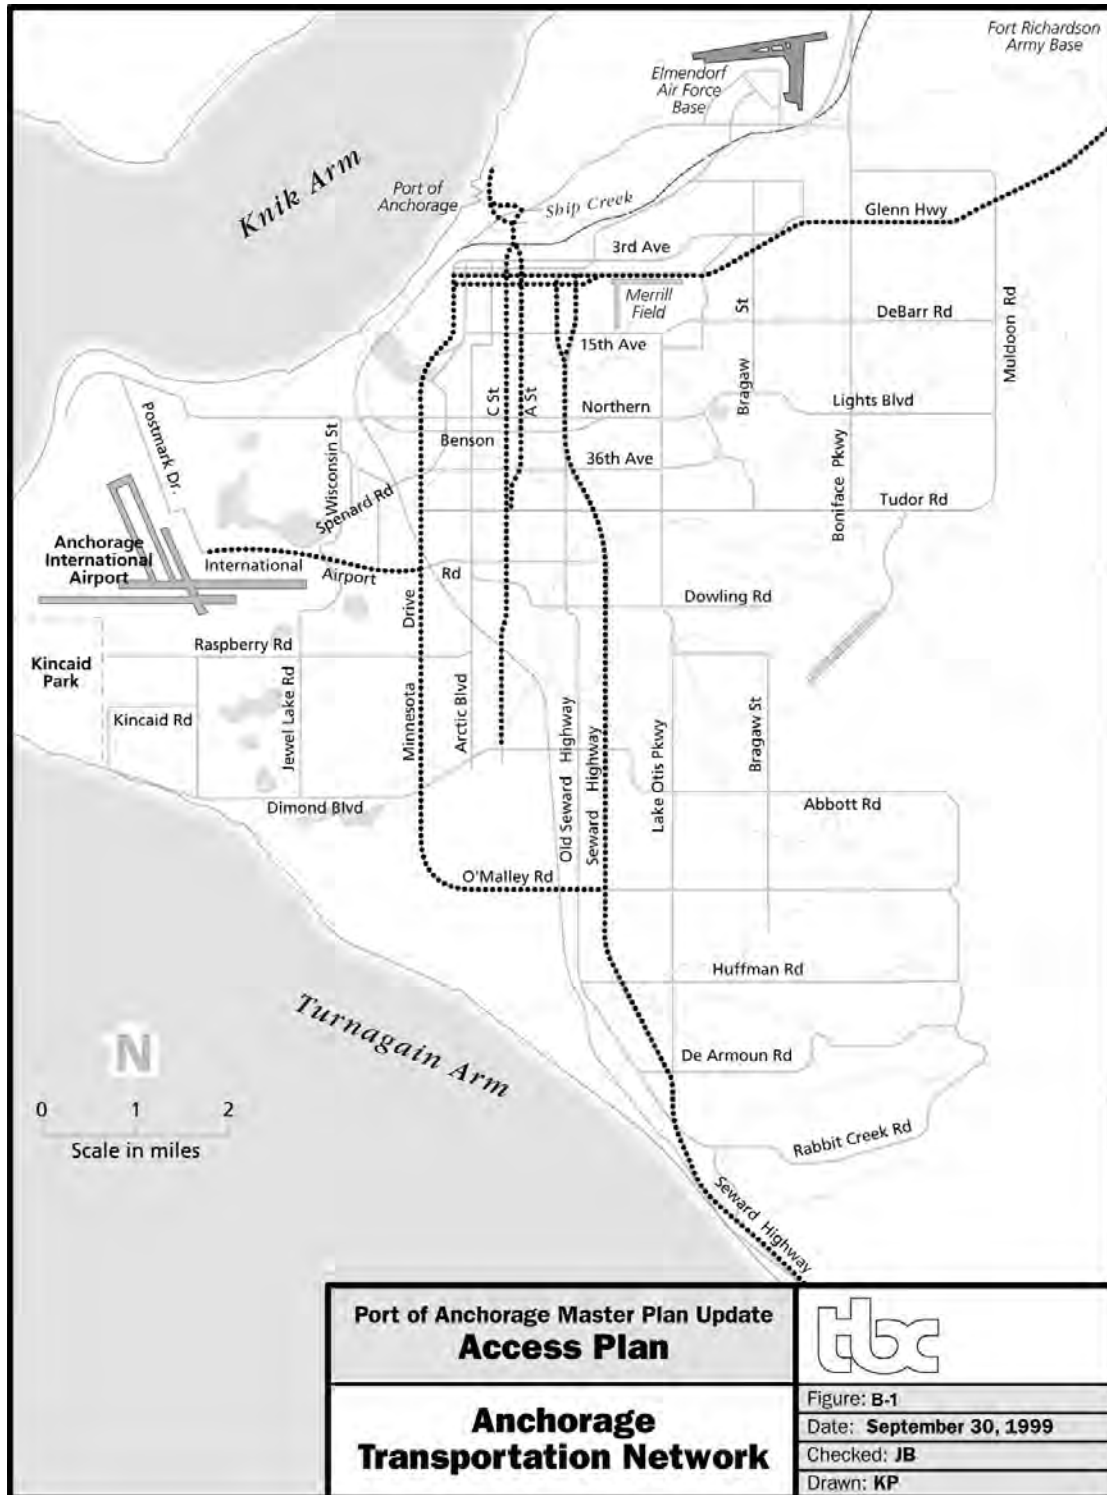 Fort Richardson
Army Base
Elmendorf
Air Force
Base
Knik Arm
Port of
Anchorage
Ship Creek
Glenn Hwy
3rd Ave
Merrill
Field
St
Bragaw
DeBarr Rd
Muldoon Rd
15th Ave
C St
A St
Northern
Lights Blvd
Postmark Dr.
Wisconsin St
Benson
36th Ave
Boniface Pkwy
Spenard Rd
Tudor Rd
Anchorage
International
Airport
International
Airport
Rd
Dowling Rd
Drive
Minnesota
Raspberry Rd
Kincaid
Park
Kincaid Rd
Jewel Lake Rd
Arctic Blvd
Old Seward Highway
Seward Highway
Lake Otis Pkwy
Bragaw St
Dimond Blvd
Abbott Rd
O'Malley Rd
Huffman Rd
Turnagain Arm
De Armoun Rd
N
0 1 2
Scale in miles
Rabbit Creek Rd
Seward Highway
Port of Anchorage Master Plan Update
Access Plan
Anchorage
Transportation Network
tbc
Figure: B-1
Date: September 30, 1999
Checked: JB
Drawn: KP